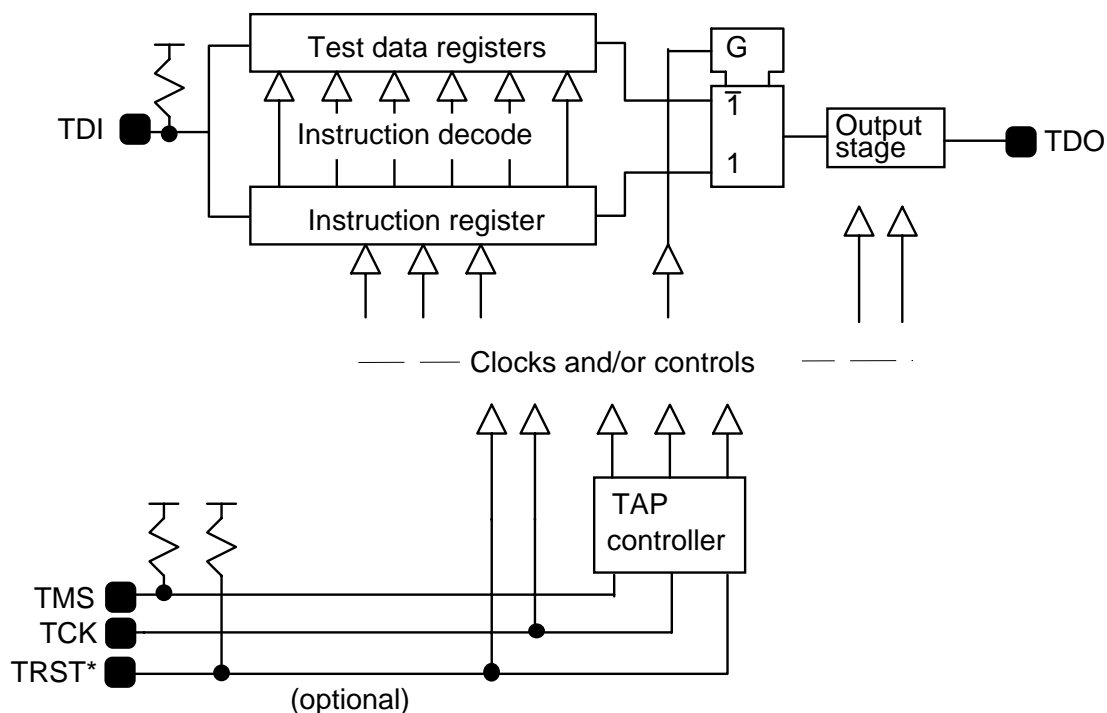 Test data registers
G
1̅
TDI
Instruction decode
Output
stage
TDO
1
Instruction register
Clocks and/or controls
TAP
controller
TMS
TCK
TRST*
(optional)